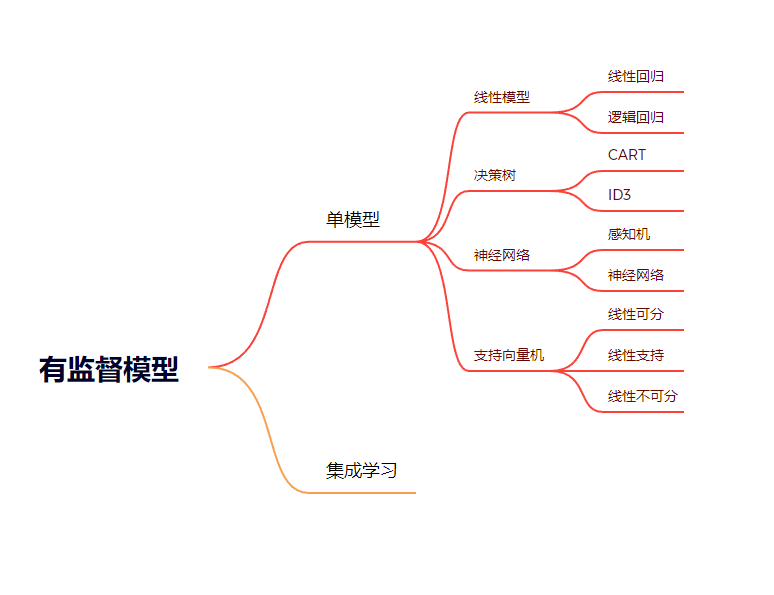 有监督模型
单模型
线性模型
线性回归
逻辑回归
决策树
CART
ID3
神经网络
感知机
神经网络
支持向量机
线性可分
线性支持
线性不可分
集成学习